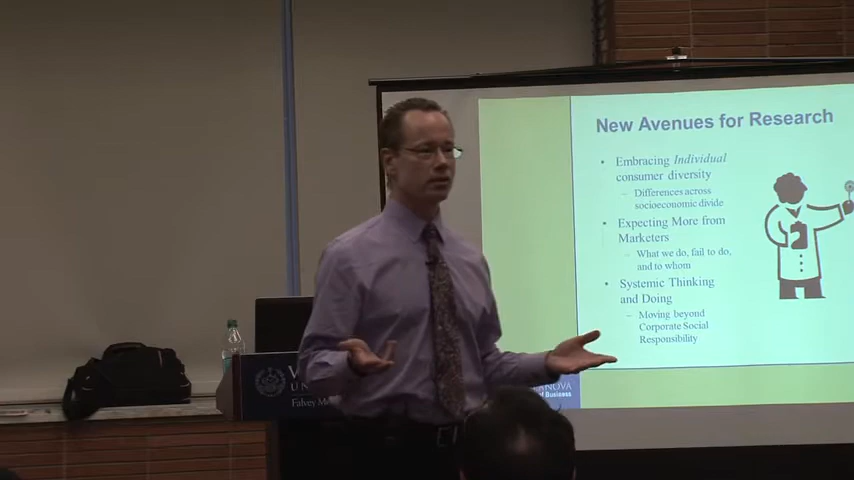 New Avenues for Research
• Embracing Individual
consumer diversity
– Differences across
socioeconomic divide
• Expecting More from
Marketers
– What we do, fail to do,
and to whom
• Systemic Thinking
and Doing
– Moving beyond
Corporate Social
Responsibility
of Business
Falvey